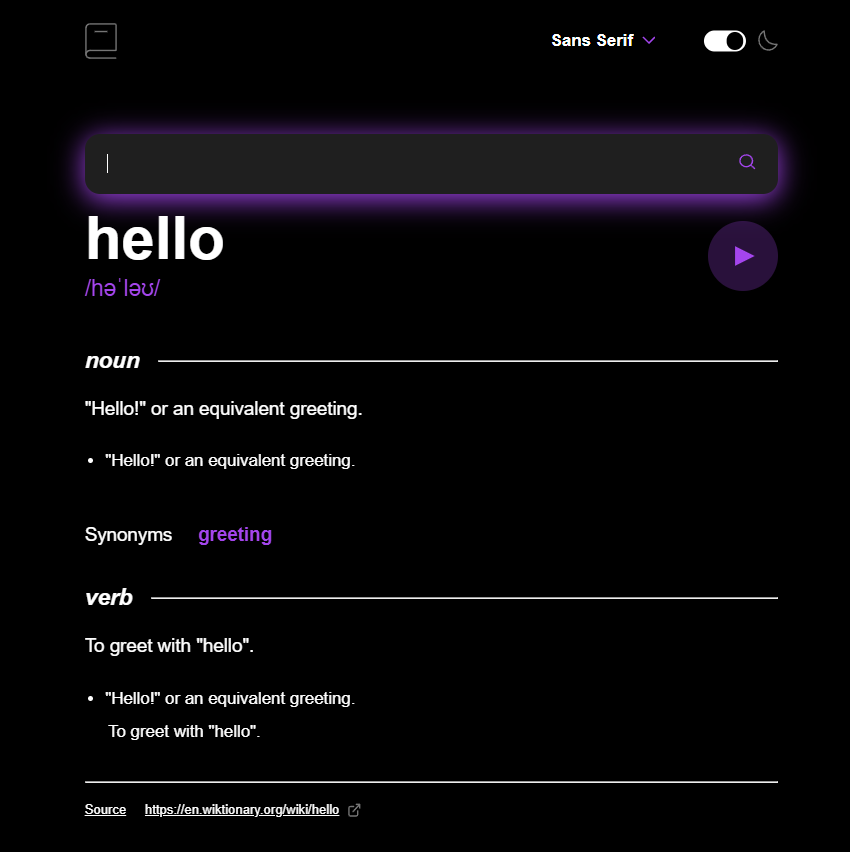 Sans Serif
hello
/həˈləʊ/
noun
"Hello!" or an equivalent greeting.
• "Hello!" or an equivalent greeting.
Synonyms greeting
verb
To greet with "hello".
• "Hello!" or an equivalent greeting.
To greet with "hello".
Source https://en.wiktionary.org/wiki/hello